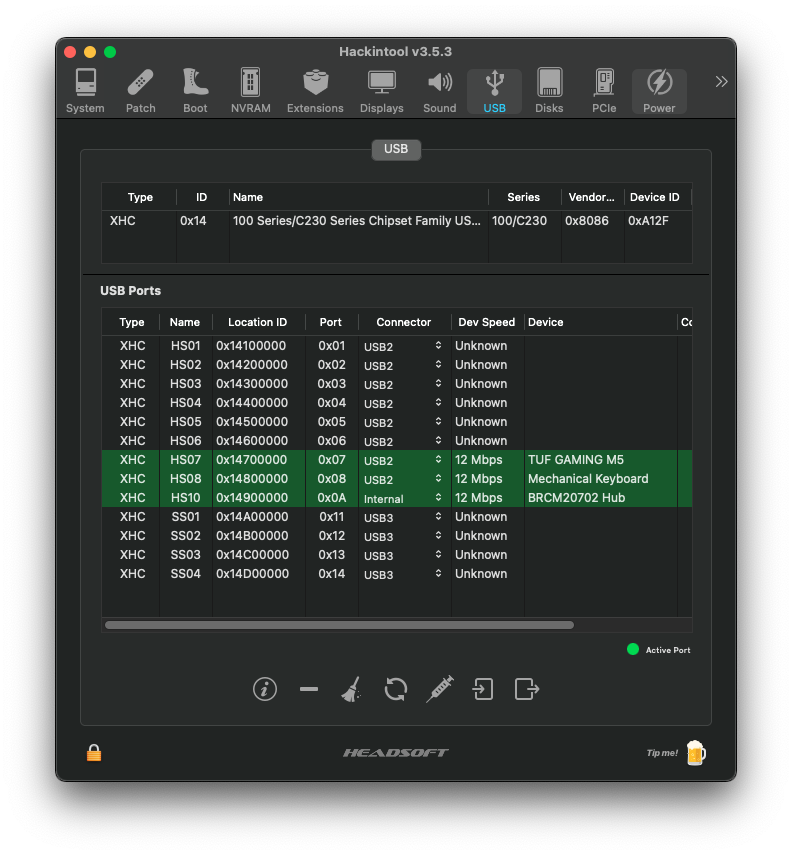 Hackintool v3.5.3
System Patch Boot NVRAM Extensions Displays Sound USB Disks PCIe Power
USB
Type ID Name Series Vendor... Device ID
XHC 0x14 100 Series/C230 Series Chipset Family US... 100/C230 0x8086 0xA12F
USB Ports
Type Name Location ID Port Connector Dev Speed Device Co
XHC HS01 0x14100000 0x01 USB2 Unknown
XHC HS02 0x14200000 0x02 USB2 Unknown
XHC HS03 0x14300000 0x03 USB2 Unknown
XHC HS04 0x14400000 0x04 USB2 Unknown
XHC HS05 0x14500000 0x05 USB2 Unknown
XHC HS06 0x14600000 0x06 USB2 Unknown
XHC HS07 0x14700000 0x07 USB2 12 Mbps TUF GAMING M5
XHC HS08 0x14800000 0x08 USB2 12 Mbps Mechanical Keyboard
XHC HS10 0x14900000 0x0A Internal 12 Mbps BRCM20702 Hub
XHC SS01 0x14A00000 0x11 USB3 Unknown
XHC SS02 0x14B00000 0x12 USB3 Unknown
XHC SS03 0x14C00000 0x13 USB3 Unknown
XHC SS04 0x14D00000 0x14 USB3 Unknown
Active Port
HEADSOFT
Tip me!